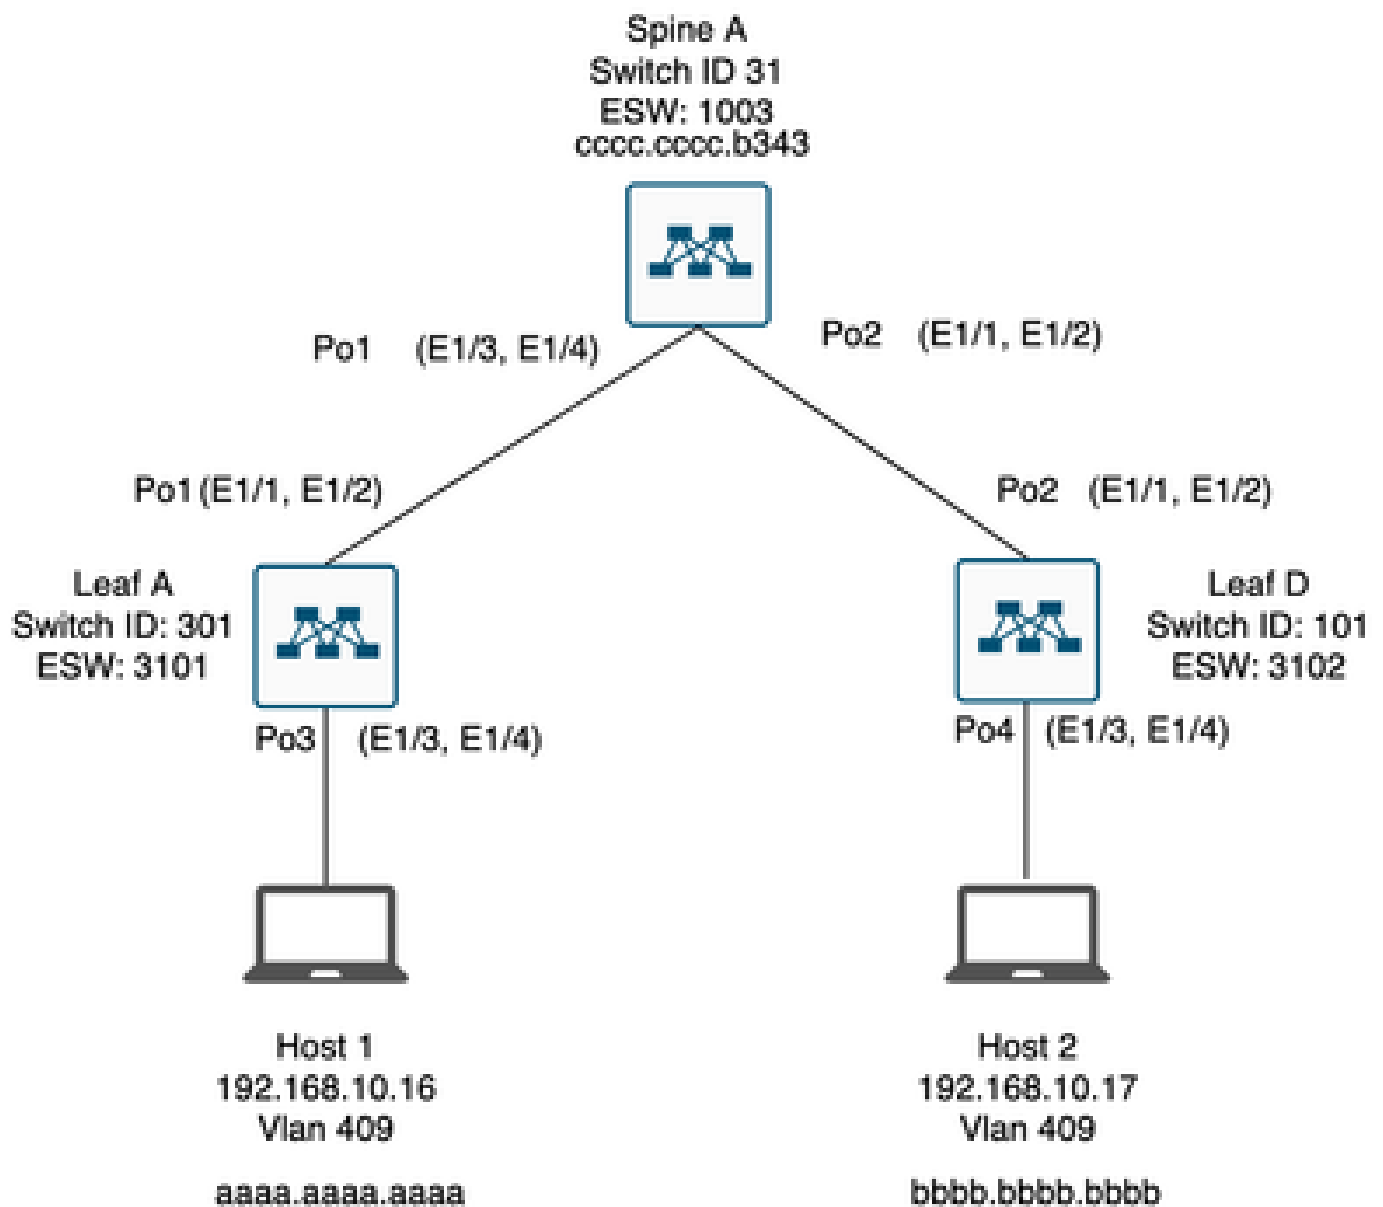 Spine A
Switch ID 31
ESW: 1003
cccc.cccc.b343
Po1 (E1/3, E1/4)
Po2 (E1/1, E1/2)
Po1 (E1/1, E1/2)
Po2 (E1/1, E1/2)
Leaf A
Switch ID: 301
ESW: 3101
Leaf D
Switch ID: 101
ESW: 3102
Po3 (E1/3, E1/4)
Po4 (E1/3, E1/4)
Host 1
192.168.10.16
Vlan 409
aaaa.aaaa.aaaa
Host 2
192.168.10.17
Vlan 409
bbbb.bbbb.bbbb